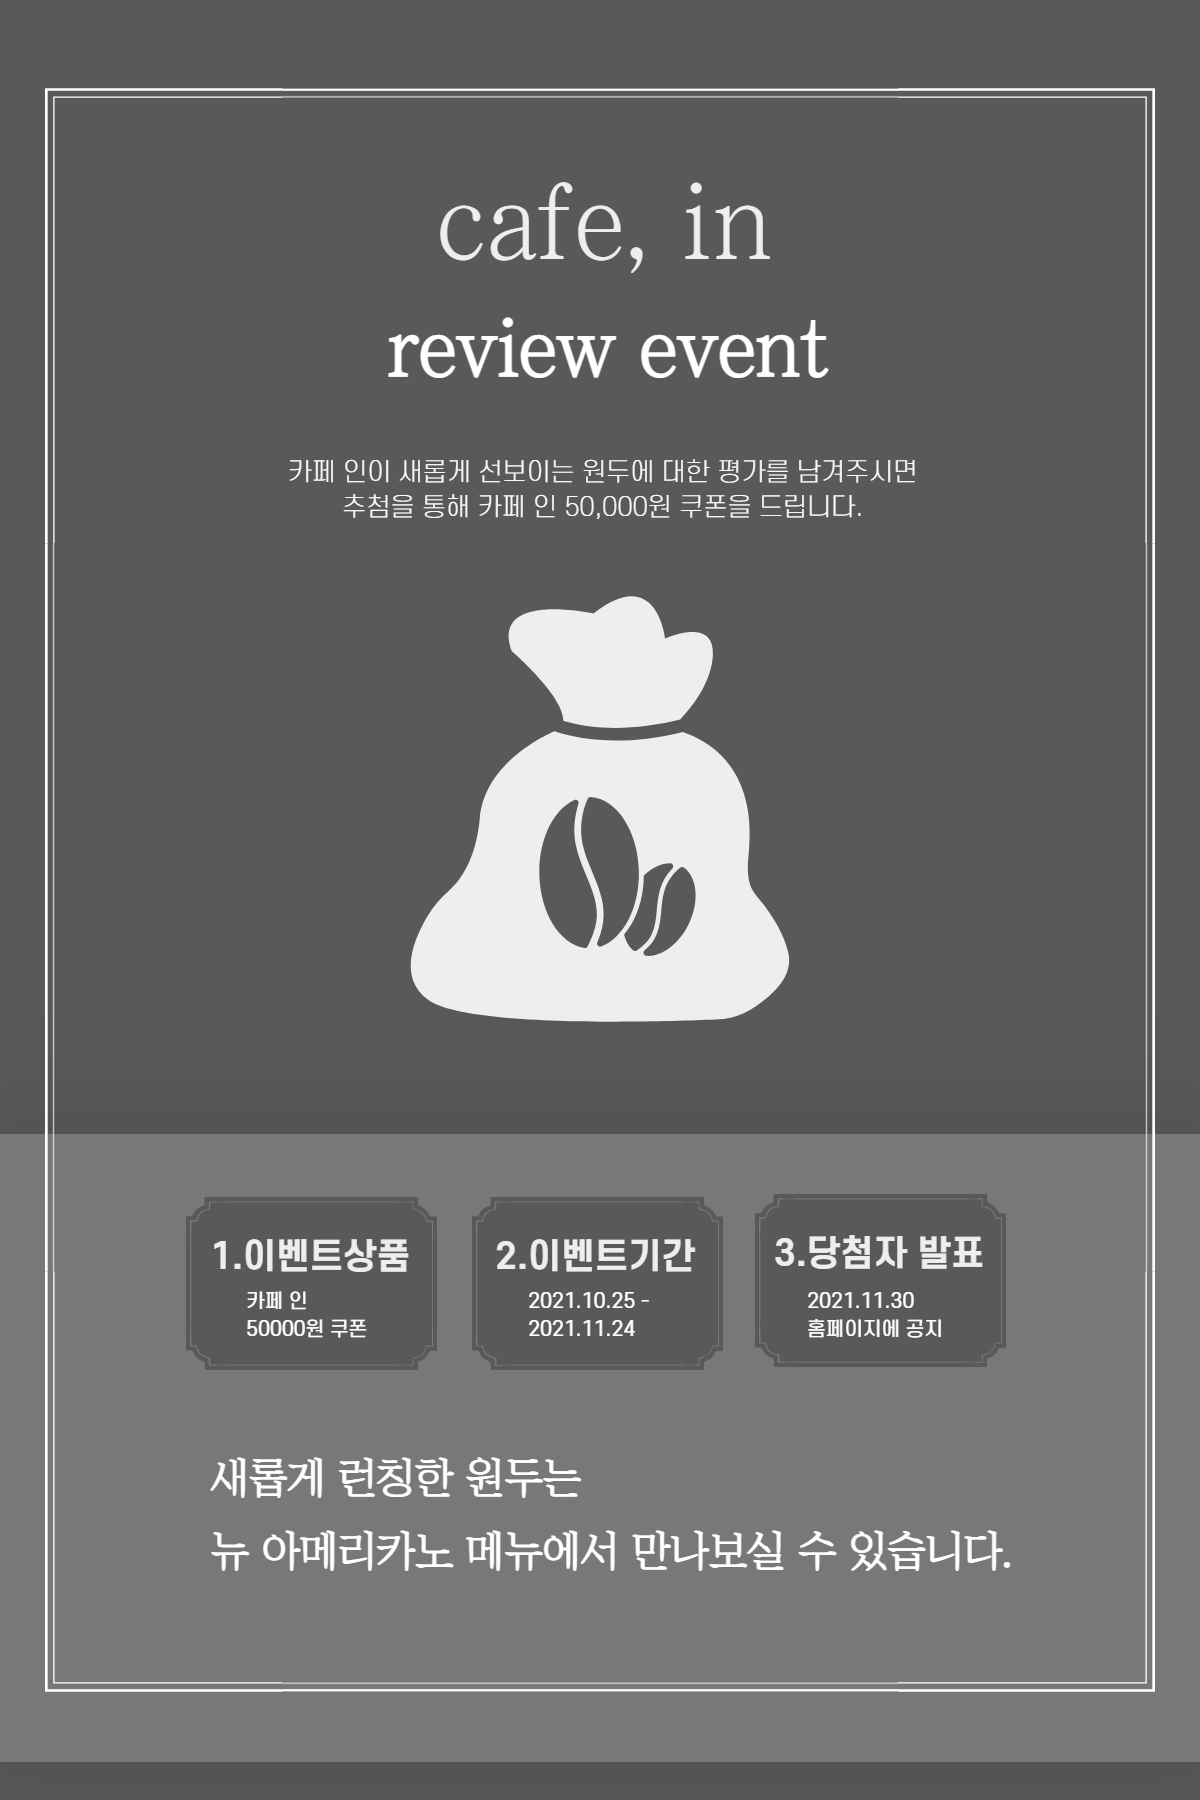 cafe, in
review event
카페 인이 새롭게 선보이는 원두에 대한 평가를 남겨주시면
추첨을 통해 카페 인 50,000원 쿠폰을 드립니다.
1.이벤트상품
카페 인
50000원 쿠폰
2.이벤트기간
2021.10.25 -
2021.11.24
3.당첨자 발표
2021.11.30
홈페이지에 공지
새롭게 런칭한 원두는
뉴 아메리카노 메뉴에서 만나보실 수 있습니다.